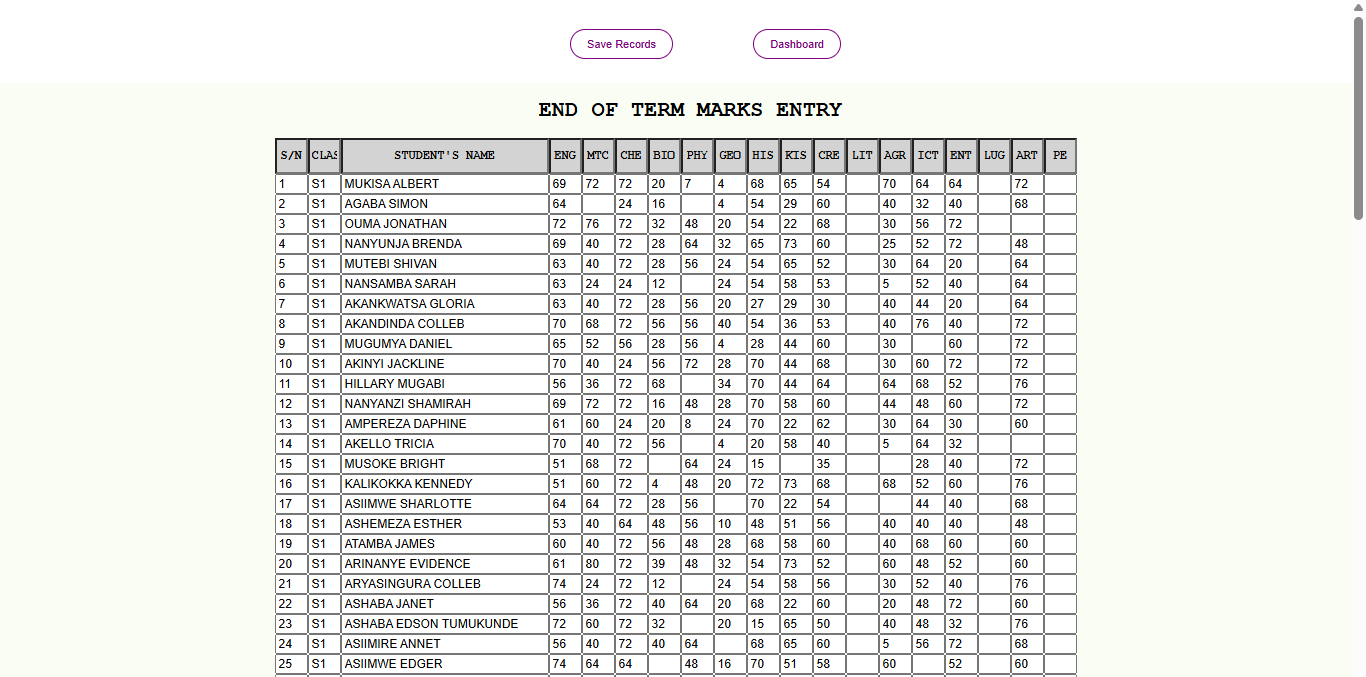 Save Records Dashboard
END OF TERM MARKS ENTRY
S/N CLAS STUDENT'S NAME ENG MTC CHE BIO PHY GEO HIS KIS CRE LIT AGR ICT ENT LUG ART PE
1 S1 MUKISA ALBERT 69 72 72 20 7 4 68 65 54 70 64 64 72
2 S1 AGABA SIMON 64 24 16 4 54 29 60 40 32 40 68
3 S1 OUMA JONATHAN 72 76 72 32 48 20 54 22 68 30 56 72
4 S1 NANYUNJA BRENDA 69 40 72 28 64 32 65 73 60 25 52 72 48
5 S1 MUTEBI SHIVAN 63 40 72 28 56 24 54 65 52 30 64 20 64
6 S1 NANSAMBA SARAH 63 24 24 12 24 54 58 53 5 52 40 64
7 S1 AKANKWATSA GLORIA 63 40 72 28 56 20 27 29 30 40 44 20 64
8 S1 AKANDINDA COLLEB 70 68 72 56 56 40 54 36 53 40 76 40 72
9 S1 MUGUMYA DANIEL 65 52 56 28 56 4 28 44 60 30 60 72
10 S1 AKINYI JACKLINE 70 40 24 56 72 28 70 44 68 30 60 72 72
11 S1 HILLARY MUGABI 56 36 72 68 34 70 44 64 64 68 52 76
12 S1 NANYANZI SHAMIRAH 69 72 72 16 48 28 70 58 60 44 48 60 72
13 S1 AMPEREZA DAPHINE 61 60 24 20 8 24 70 22 62 30 64 30 60
14 S1 AKELLO TRICIA 70 40 72 56 4 20 58 40 5 64 32
15 S1 MUSOKE BRIGHT 51 68 72 64 24 15 35 28 40 72
16 S1 KALIKOKKA KENNEDY 51 60 72 4 48 20 72 73 68 68 52 60 76
17 S1 ASIIMWE SHARLOTTE 64 64 72 28 56 70 22 54 44 40 68
18 S1 ASHEMEZA ESTHER 53 40 64 48 56 10 48 51 56 40 40 40 48
19 S1 ATAMBA JAMES 60 40 72 56 48 28 68 58 60 40 68 60 60
20 S1 ARINANYE EVIDENCE 61 80 72 39 48 32 54 73 52 60 48 52 60
21 S1 ARYASINGURA COLLEB 74 24 72 12 24 54 58 56 30 52 40 76
22 S1 ASHABA JANET 56 36 72 40 64 20 68 22 60 20 48 72 60
23 S1 ASHABA EDSON TUMUKUNDE 72 60 72 32 20 15 65 50 40 48 32 76
24 S1 ASIIMIRE ANNET 56 40 72 40 64 68 65 60 5 56 72 68
25 S1 ASIIMWE EDGER 74 64 64 48 16 70 51 58 60 52 60